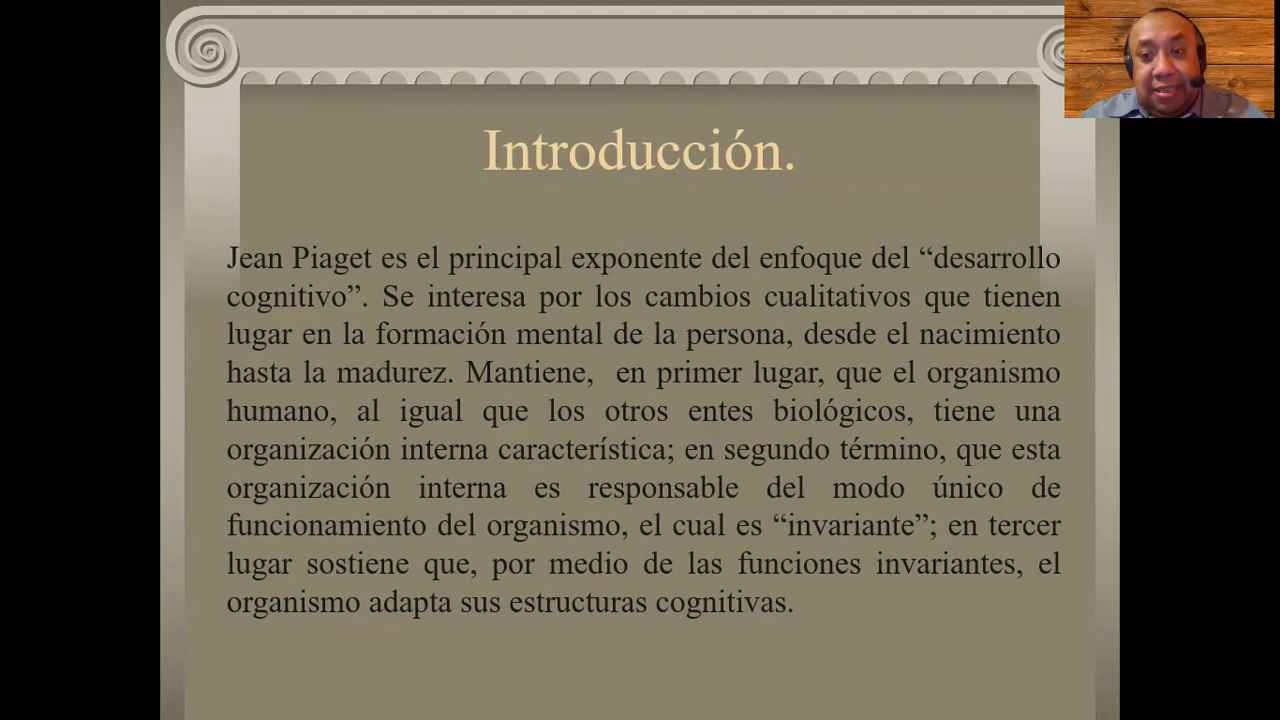 Introducción.
Jean Piaget es el principal exponente del enfoque del “desarrollo
cognitivo”. Se interesa por los cambios cualitativos que tienen
lugar en la formación mental de la persona, desde el nacimiento
hasta la madurez. Mantiene,  en primer lugar, que el organismo
humano, al igual que los otros entes biológicos, tiene una
organización interna característica; en segundo término, que esta
organización interna es responsable del modo único de
funcionamiento del organismo, el cual es “invariante”; en tercer
lugar sostiene que, por medio de las funciones invariantes, el
organismo adapta sus estructuras cognitivas.